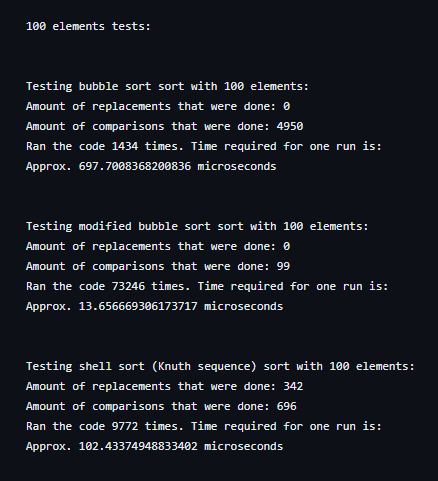 100 elements tests:
Testing bubble sort sort with 100 elements:
Amount of replacements that were done: 0
Amount of comparisons that were done: 4950
Ran the code 1434 times. Time required for one run is:
Approx. 697.7008368200836 microseconds
Testing modified bubble sort sort with 100 elements:
Amount of replacements that were done: 0
Amount of comparisons that were done: 99
Ran the code 73246 times. Time required for one run is:
Approx. 13.656669306173717 microseconds
Testing shell sort (Knuth sequence) sort with 100 elements:
Amount of replacements that were done: 342
Amount of comparisons that were done: 696
Ran the code 9772 times. Time required for one run is:
Approx. 102.43374948833402 microseconds